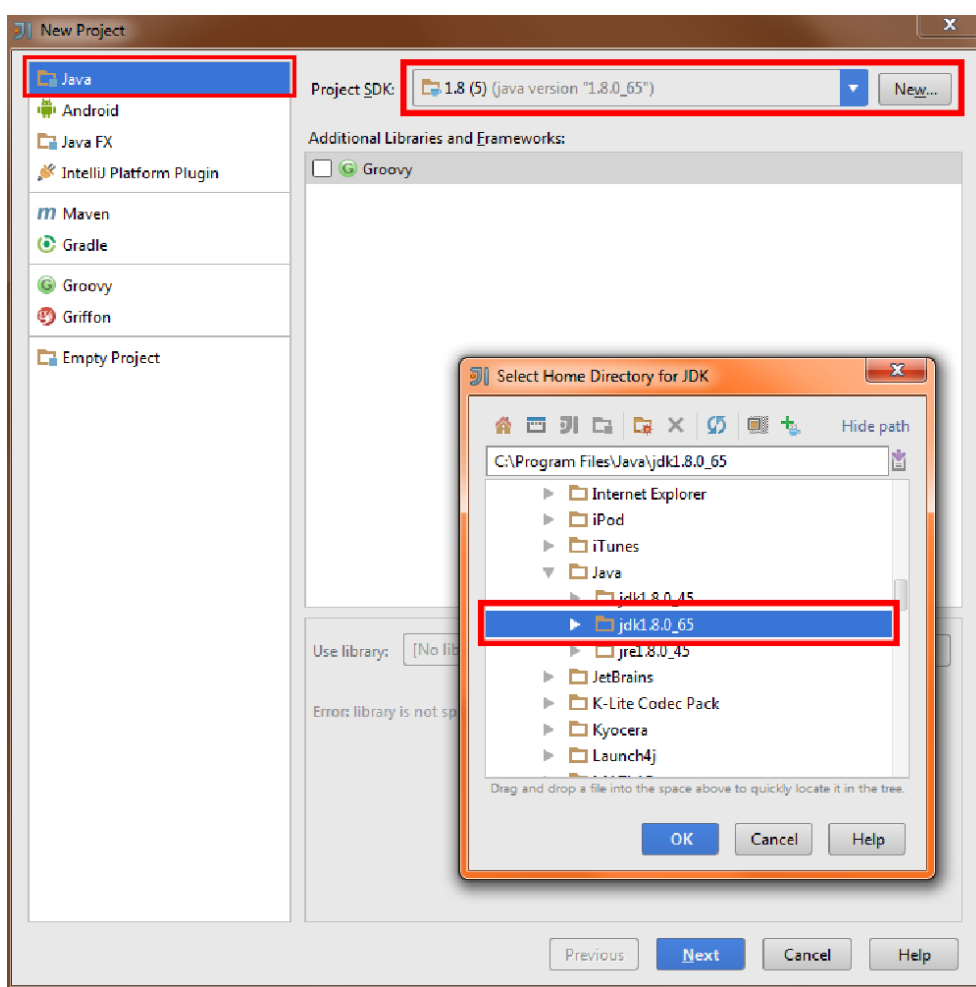 New Project
Java
Android
Java FX
IntelliJ Platform Plugin
Maven
Gradle
Groovy
Griffon
Empty Project
Project SDK: 1.8 (5) (java version "1.8.0_65") New...
Additional Libraries and Frameworks:
Groovy
Select Home Directory for JDK
Hide path
C:\Program Files\Java\jdk1.8.0_65
Internet Explorer
iPod
iTunes
Java
jdk1.8.0_45
jdk1.8.0_65
jre1.8.0_45
JetBrains
K-Lite Codec Pack
Kyocera
Launch4j
Drag and drop a file into the space above to quickly locate it in the tree.
OK Cancel Help
Use library: [No lib
Error: library is not sp
Previous Next Cancel Help